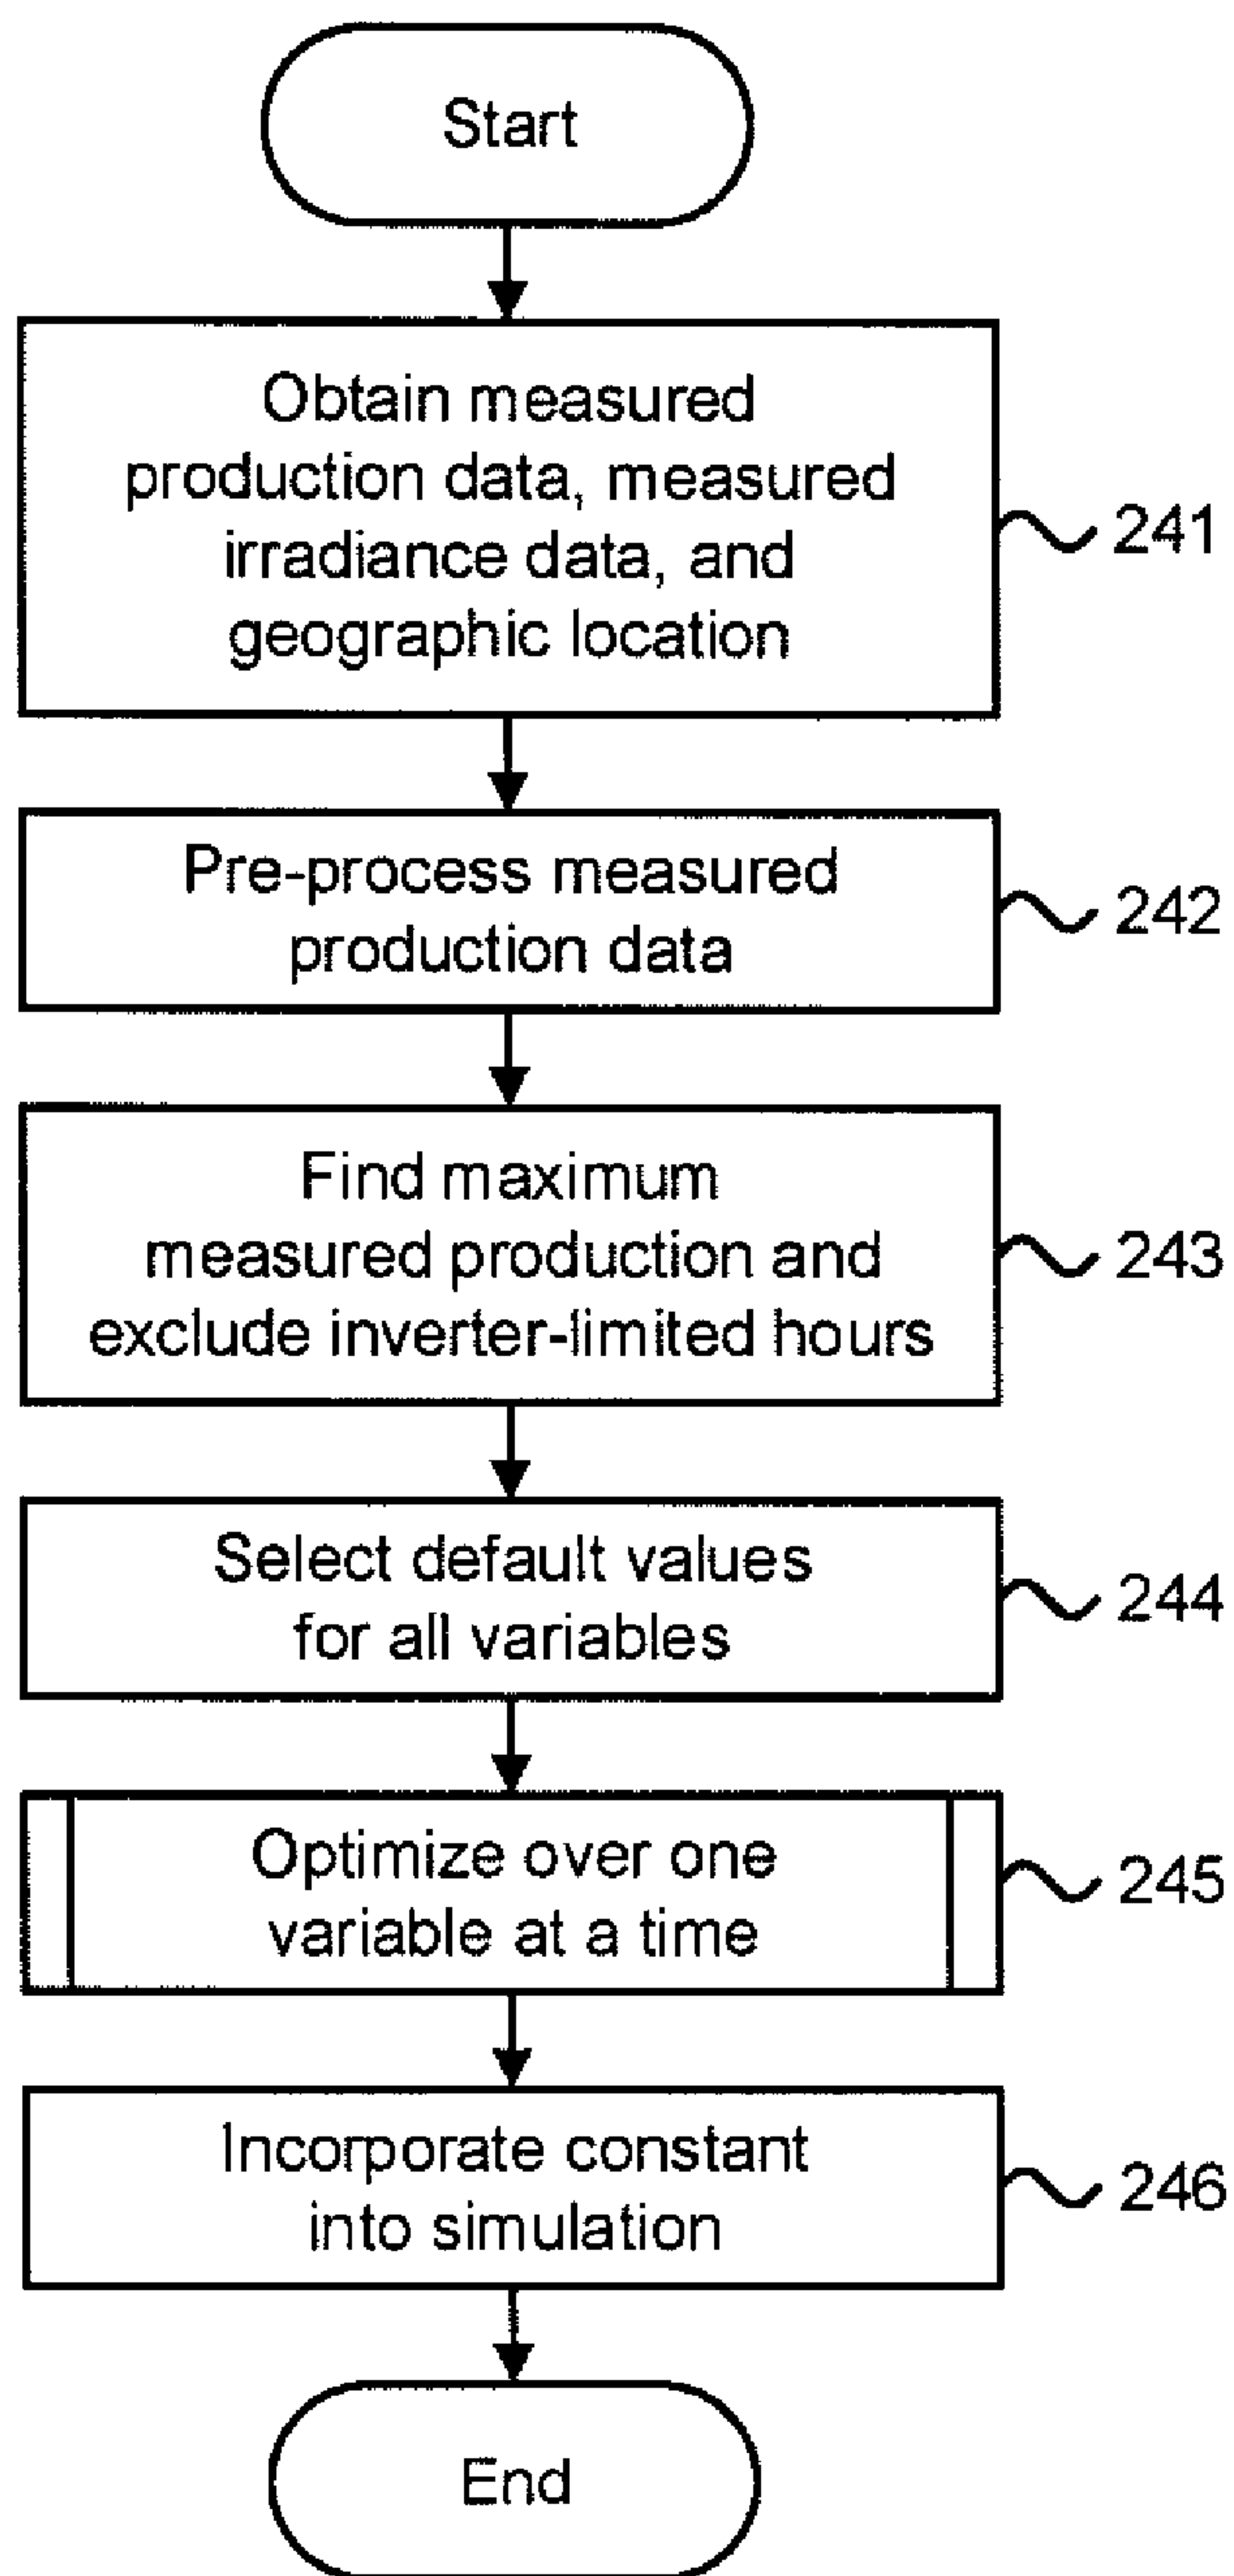 Start
Obtain measured
production data, measured
irradiance data, and
geographic location
241
Pre-process measured
production data
242
Find maximum
measured production and
exclude inverter-limited hours
243
Select default values
for all variables
244
Optimize over one
variable at a time
245
Incorporate constant
into simulation
246
End